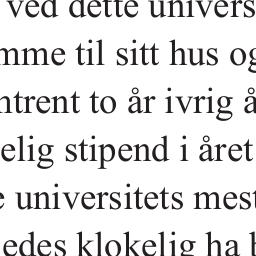 ved dette univers
mme til sitt hus og
ntrent to år ivrig å
elig stipend i året
e universitets mest
edes klokelig ha b